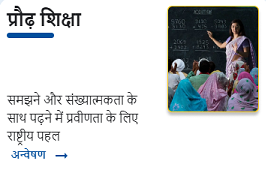 प्रौढ़ शिक्षा
समझने और संख्यात्मकता के
साथ पढ़ने में प्रवीणता के लिए
राष्ट्रीय पहल
अन्वेषण →